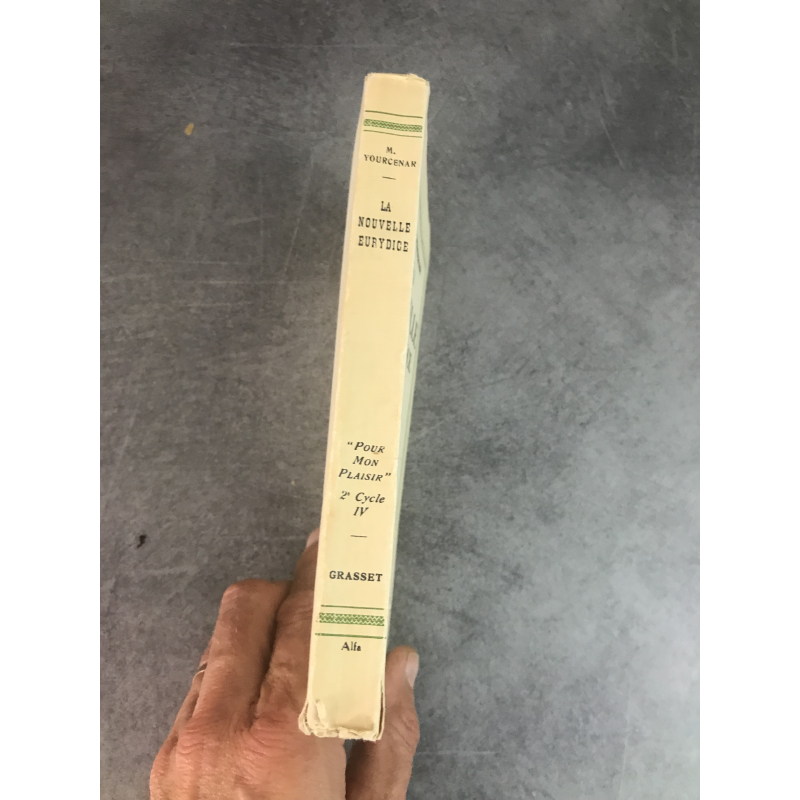 M.
YOURCENAR
LA
NOUVELLE
EURYDICE
"POUR
MON
PLAISIR"
2e Cycle
IV
GRASSET
Alfa